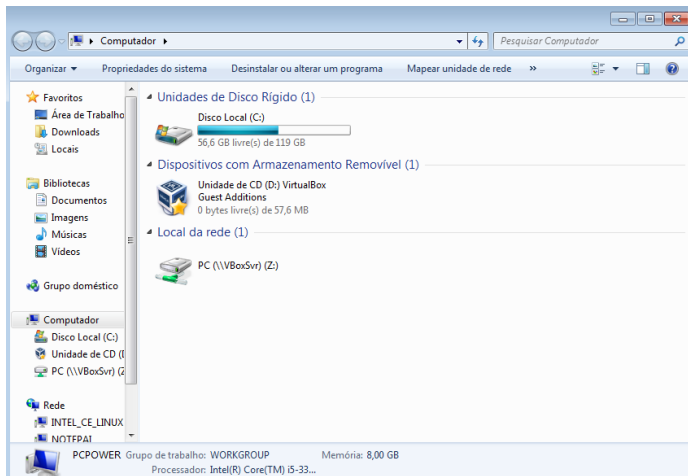 Computador
Pesquisar Computador
Organizar
Propriedades do sistema
Desinstalar ou alterar um programa
Mapear unidade de rede
»
Favoritos
Área de Trabalho
Downloads
Locais
Bibliotecas
Documentos
Imagens
Músicas
Vídeos
Grupo doméstico
Computador
Disco Local (C:)
Unidade de CD (
PC (\\VBoxSvr) (Z
Rede
INTEL_CE_LINUX
NOTEPAI
Unidades de Disco Rígido (1)
Disco Local (C:)
56,6 GB livre(s) de 119 GB
Dispositivos com Armazenamento Removível (1)
Unidade de CD (D:) VirtualBox
Guest Additions
0 bytes livre(s) de 57,6 MB
Local da rede (1)
PC (\\VBoxSvr) (Z:)
PCPOWER Grupo de trabalho: WORKGROUP Memória: 8,00 GB
Processador: Intel(R) Core(TM) i5-33...